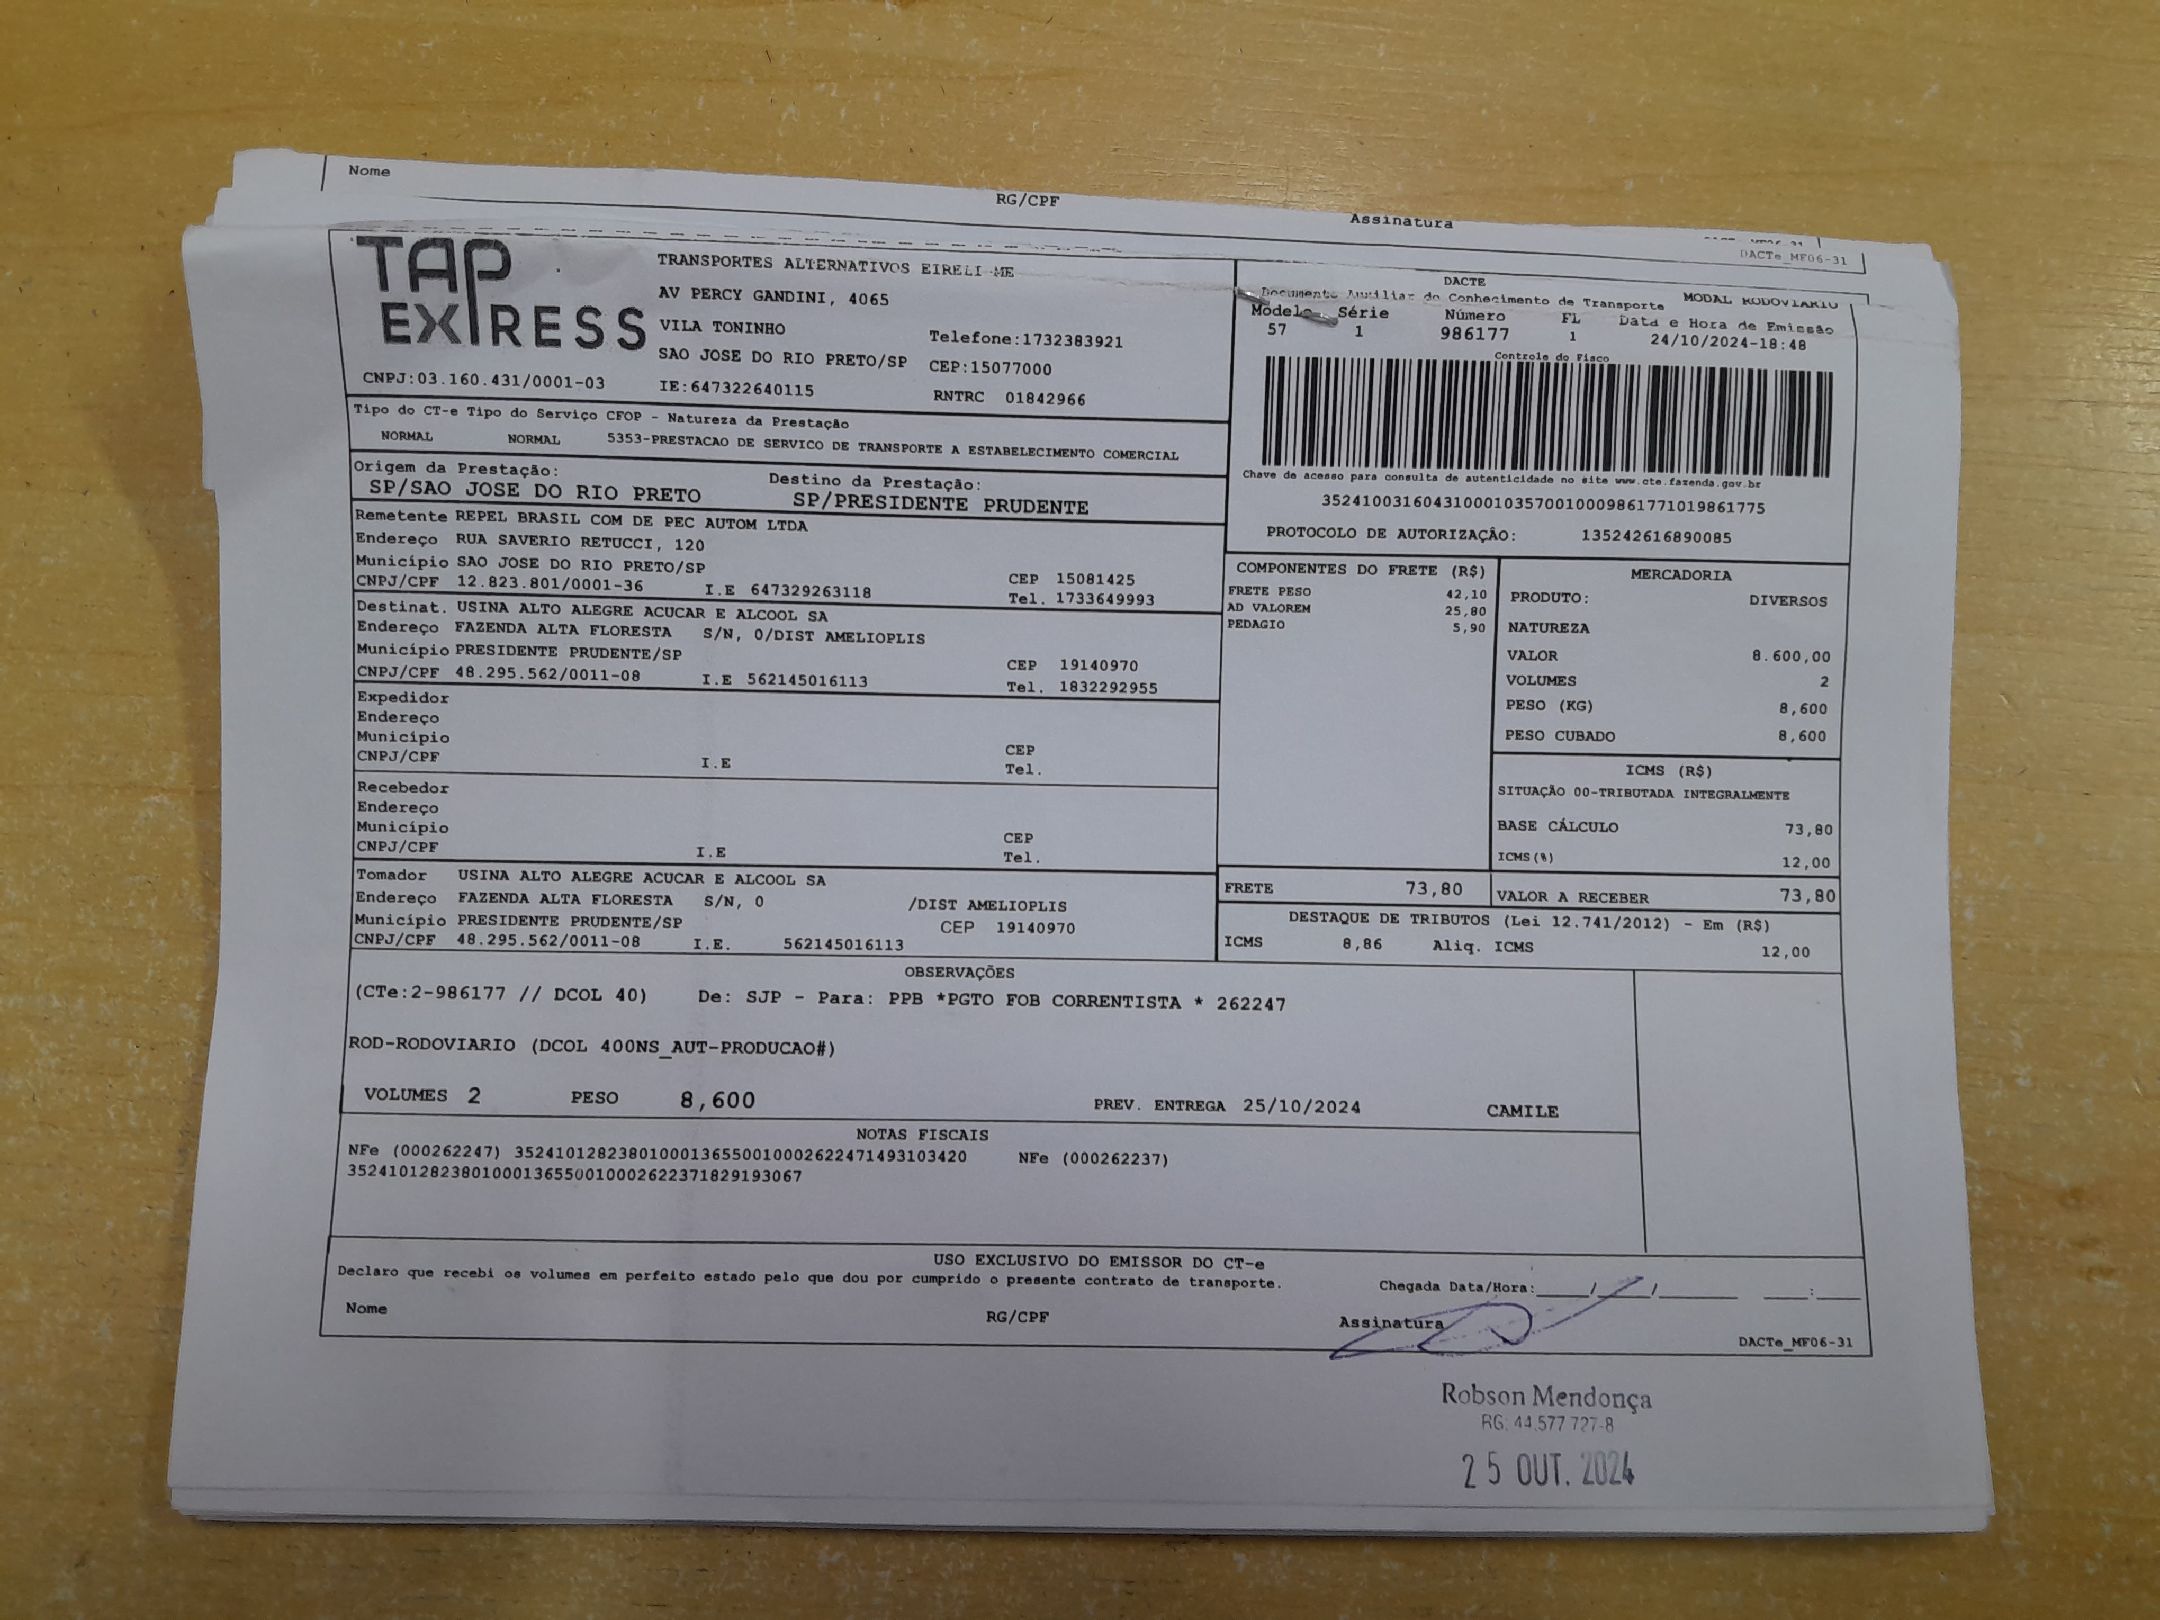 Nome
RG/CPF
Assinatura
DACTe_MF06-31
TAP EXPRESS
TRANSPORTES ALTERNATIVOS EIRELI ME
AV PERCY GANDINI, 4065
VILA TONINHO
Telefone:1732383921
SAO JOSE DO RIO PRETO/SP CEP:15077000
CNPJ:03.160.431/0001-03 IE:647322640115 RNTRC 01842966
DACTE
Documento Auxiliar do Conhecimento de Transporte MODAL RODOVIARIO
Modelo Série Número FL Data e Hora de Emissão
57 1 986177 1 24/10/2024-18:48
Controle do Fisco
Chave de acesso para consulta de autenticidade no site www.cte.fazenda.gov.br
35241003160431000103570010009861771019861775
PROTOCOLO DE AUTORIZAÇÃO: 135242616890085
Tipo do CT-e Tipo do Serviço CFOP - Natureza da Prestação
NORMAL NORMAL 5353-PRESTACAO DE SERVICO DE TRANSPORTE A ESTABELECIMENTO COMERCIAL
Origem da Prestação: Destino da Prestação:
SP/SAO JOSE DO RIO PRETO SP/PRESIDENTE PRUDENTE
Remetente REPEL BRASIL COM DE PEC AUTOM LTDA
Endereço RUA SAVERIO RETUCCI, 120
Município SAO JOSE DO RIO PRETO/SP CEP 15081425
CNPJ/CPF 12.823.801/0001-36 I.E 647329263118 Tel. 1733649993
Destinat. USINA ALTO ALEGRE ACUCAR E ALCOOL SA
Endereço FAZENDA ALTA FLORESTA S/N, 0/DIST AMELIOPLIS
Município PRESIDENTE PRUDENTE/SP CEP 19140970
CNPJ/CPF 48.295.562/0011-08 I.E 562145016113 Tel. 1832292955
Expedidor
Endereço
Município CEP
CNPJ/CPF I.E Tel.
Recebedor
Endereço
Município CEP
CNPJ/CPF I.E Tel.
Tomador USINA ALTO ALEGRE ACUCAR E ALCOOL SA
Endereço FAZENDA ALTA FLORESTA S/N, 0 /DIST AMELIOPLIS
Município PRESIDENTE PRUDENTE/SP CEP 19140970
CNPJ/CPF 48.295.562/0011-08 I.E. 562145016113
COMPONENTES DO FRETE (R$)
FRETE PESO 42,10
AD VALOREM 25,80
PEDAGIO 5,90
MERCADORIA
PRODUTO: DIVERSOS
NATUREZA
VALOR 8.600,00
VOLUMES 2
PESO (KG) 8,600
PESO CUBADO 8,600
ICMS (R$)
SITUAÇÃO 00-TRIBUTADA INTEGRALMENTE
BASE CÁLCULO 73,80
ICMS(%) 12,00
FRETE 73,80 VALOR A RECEBER 73,80
DESTAQUE DE TRIBUTOS (Lei 12.741/2012) - Em (R$)
ICMS 8,86 Aliq. ICMS 12,00
OBSERVAÇÕES
(CTe:2-986177 // DCOL 40) De: SJP - Para: PPB *PGTO FOB CORRENTISTA * 262247
ROD-RODOVIARIO (DCOL 400NS_AUT-PRODUCAO#)
VOLUMES 2 PESO 8,600 PREV. ENTREGA 25/10/2024 CAMILE
NOTAS FISCAIS
NFe (000262247) 35241012823801000136550010002622471493103420 NFe (000262237)
35241012823801000136550010002622371829193067
USO EXCLUSIVO DO EMISSOR DO CT-e
Declaro que recebi os volumes em perfeito estado pelo que dou por cumprido o presente contrato de transporte. Chegada Data/Hora:____/____/______ ___:___
Nome RG/CPF Assinatura
DACTe_MF06-31
Robson Mendonça
RG: 44.577 727-8
25 OUT. 2024